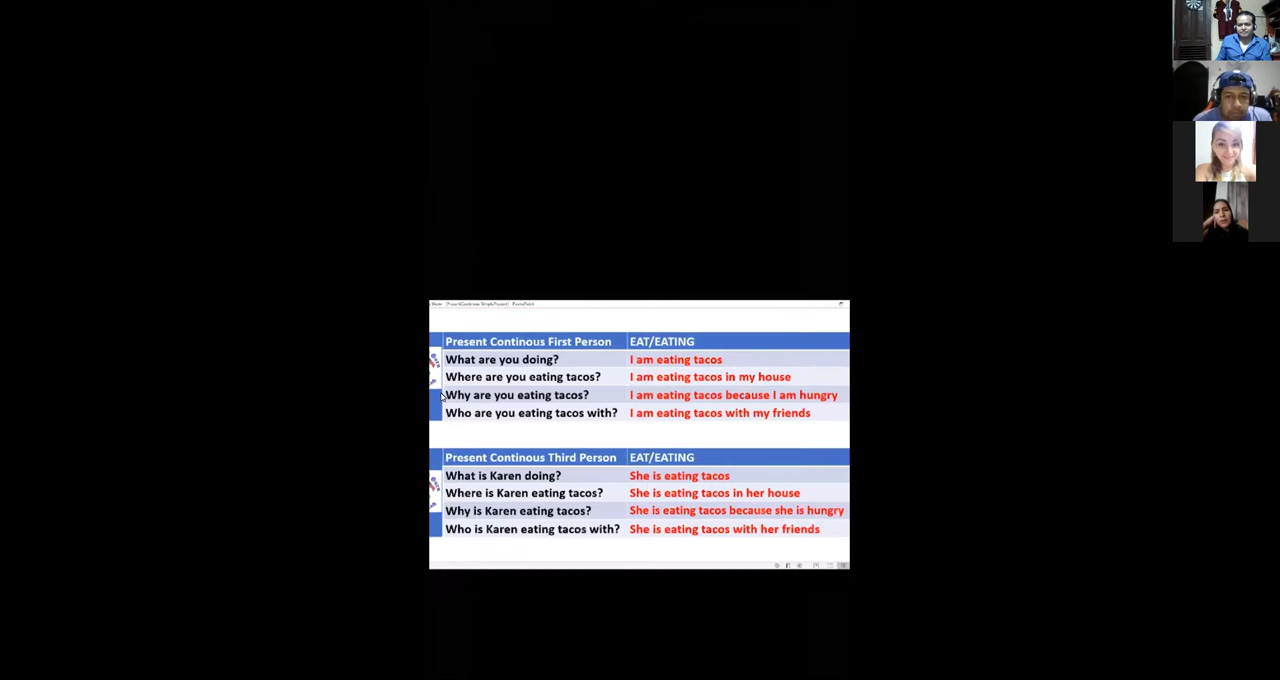 [PresentContinous SimplePresent] - PowerPoint
Present Continous First Person EAT/EATING
What are you doing? I am eating tacos
Where are you eating tacos? I am eating tacos in my house
Why are you eating tacos? I am eating tacos because I am hungry
Who are you eating tacos with? I am eating tacos with my friends
Present Continous Third Person EAT/EATING
What is Karen doing? She is eating tacos
Where is Karen eating tacos? She is eating tacos in her house
Why is Karen eating tacos? She is eating tacos because she is hungry
Who is Karen eating tacos with? She is eating tacos with her friends